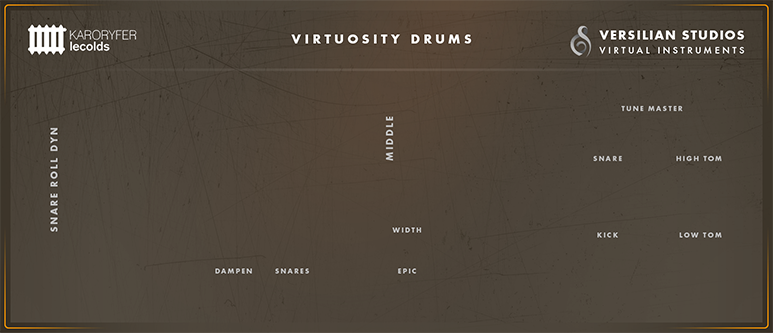 KARORYFER
lecolds
VIRTUOSITY DRUMS
VERSILIAN STUDIOS
VIRTUAL INSTRUMENTS
SNARE ROLL DYN
MIDDLE
TUNE MASTER
SNARE
HIGH TOM
WIDTH
KICK
LOW TOM
DAMPEN
SNARES
EPIC